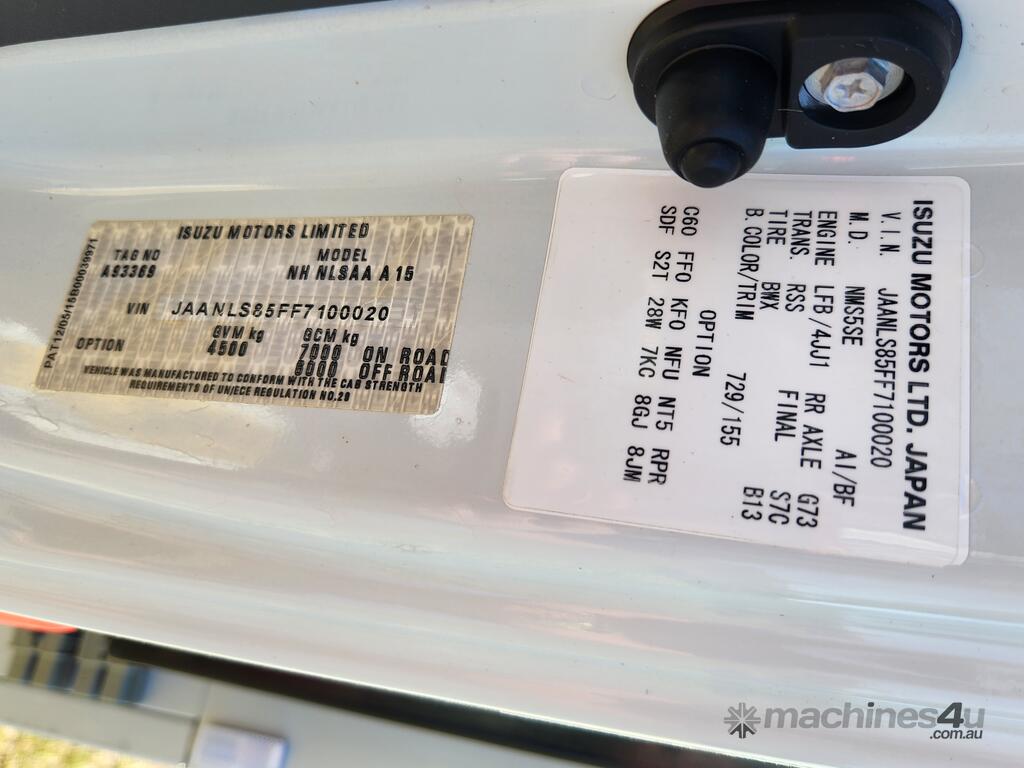 ISUZU MOTORS LIMITED
TAG NO MODEL
A93369 NH NLSAA A15
VIN JAANLS85FF7100020
GVM kg GCM kg
OPTION 4500 7000 ON ROAD
6000 OFF ROAD
VEHICLE WAS MANUFACTURED TO CONFORM WITH THE CAB STRENGTH
REQUIREMENTS OF UN/ECE REGULATION NO.29
PAT12/05/15B00039971
ISUZU MOTORS LTD. JAPAN
V.I.N. JAANLS85FF7100020
M.D. NMS5SE A1/BF
ENGINE LFB/4JJ1 RR AXLE G73
TRANS. RSS FINAL S7C
TIRE BWX B13
B.COLOR/TRIM 729/155
OPTION
C60 FF0 KF0 NFU NT5 RPR
SDF S2T 28W 7KC 8GJ 8JM
machines4u
.com.au